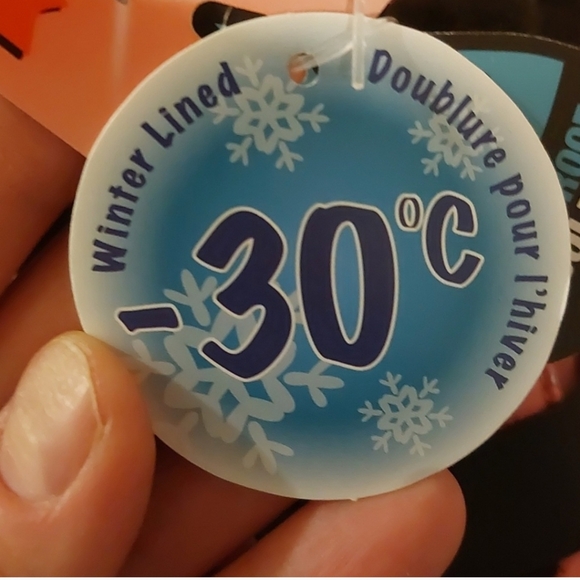 Winter Lined
Doublure pour l'hiver
-30°C